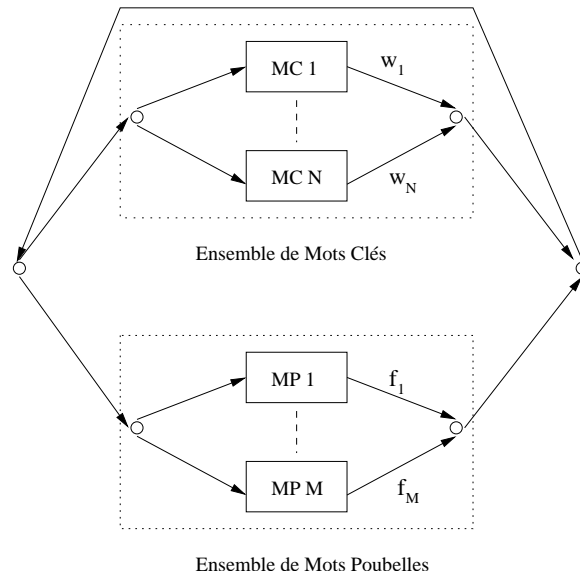 MC 1
w1
MC N
wN
Ensemble de Mots Clés
MP 1
f1
MP M
fM
Ensemble de Mots Poubelles